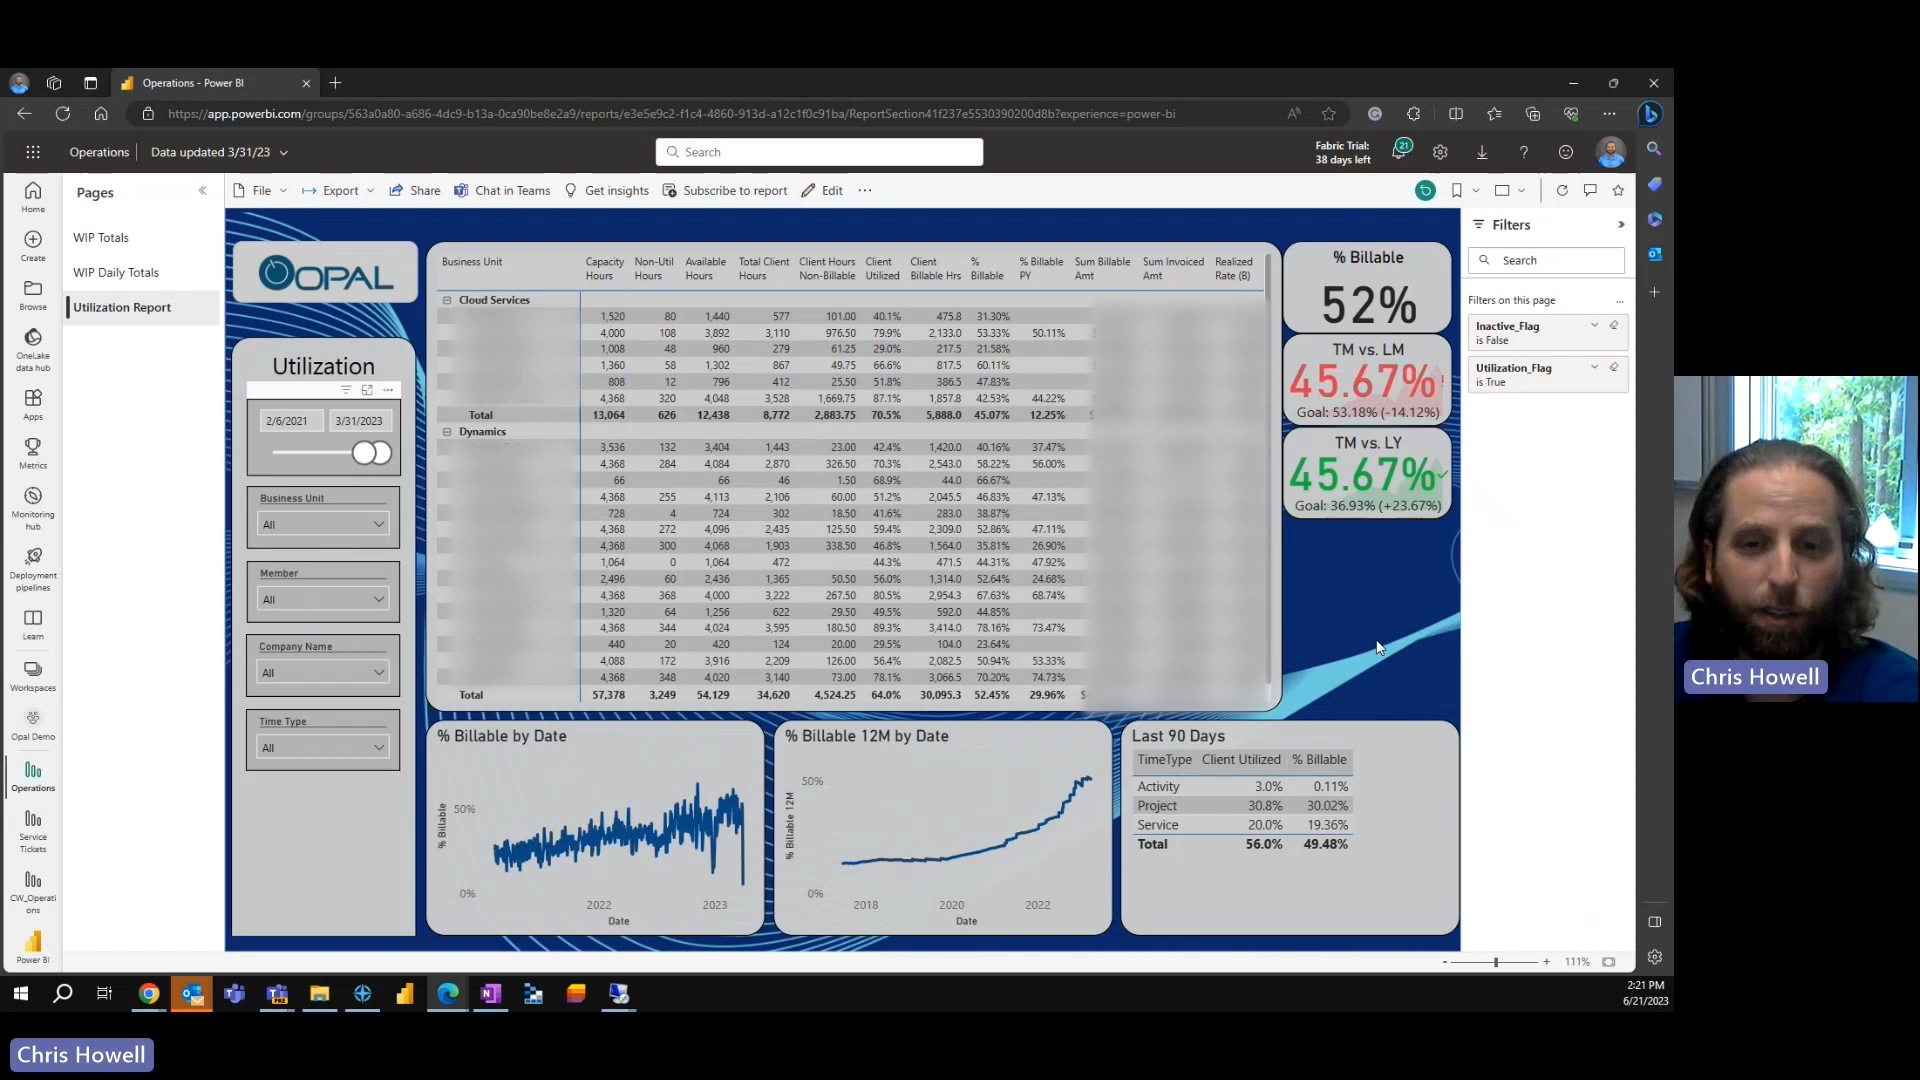 Operations - Power BI
https://app.powerbi.com/groups/563a0a80-a686-4dc9-b13a-0ca90be8e2a9/reports/e3e5e9c2-f1c4-4860-913d-a12c1f0c91ba/ReportSection41f237e5530390200d8b?experience=power-bi
Operations Data updated 3/31/23
Search
Fabric Trial:
38 days left
21
File Export Share Chat in Teams Get insights Subscribe to report Edit
Home
Create
Browse
OneLake
data hub
Apps
Metrics
Monitoring
hub
Deployment
pipelines
Learn
Workspaces
Opal Demo
Operations
Service
Tickets
CW_Operati
ons
Power BI
Pages
WIP Totals
WIP Daily Totals
Utilization Report
OPAL
Utilization
2/6/2021 3/31/2023
Business Unit
All
Member
All
Company Name
All
Time Type
All
Business Unit Capacity Hours Non-Util Hours Available Hours Total Client Hours Client Hours Non-Billable Client Utilized Client Billable Hrs % Billable % Billable PY Sum Billable Amt Sum Invoiced Amt Realized Rate (B)
Cloud Services
1,520 80 1,440 577 101.00 40.1% 475.8 31.30%
4,000 108 3,892 3,110 976.50 79.9% 2,133.0 53.33% 50.11%
1,008 48 960 279 61.25 29.0% 217.5 21.58%
1,360 58 1,302 867 49.75 66.6% 817.5 60.11%
808 12 796 412 25.50 51.8% 386.5 47.83%
4,368 320 4,048 3,528 1,669.75 87.1% 1,857.8 42.53% 44.22%
Total 13,064 626 12,438 8,772 2,883.75 70.5% 5,888.0 45.07% 12.25%
Dynamics
3,536 132 3,404 1,443 23.00 42.4% 1,420.0 40.16% 37.47%
4,368 284 4,084 2,870 326.50 70.3% 2,543.0 58.22% 56.00%
66 66 46 1.50 68.9% 44.0 66.67%
4,368 255 4,113 2,106 60.00 51.2% 2,045.5 46.83% 47.13%
728 4 724 302 18.50 41.6% 283.0 38.87%
4,368 272 4,096 2,435 125.50 59.4% 2,309.0 52.86% 47.11%
4,368 300 4,068 1,903 338.50 46.8% 1,564.0 35.81% 26.90%
1,064 0 1,064 472 44.3% 471.5 44.31% 47.92%
2,496 60 2,436 1,365 50.50 56.0% 1,314.0 52.64% 24.68%
4,368 368 4,000 3,222 267.50 80.5% 2,954.3 67.63% 68.74%
1,320 64 1,256 622 29.50 49.5% 592.0 44.85%
4,368 344 4,024 3,595 180.50 89.3% 3,414.0 78.16% 73.47%
440 20 420 124 20.00 29.5% 104.0 23.64%
4,088 172 3,916 2,209 126.00 56.4% 2,082.5 50.94% 53.33%
4,368 348 4,020 3,140 73.00 78.1% 3,066.5 70.20% 74.73%
Total 57,378 3,249 54,129 34,620 4,524.25 64.0% 30,095.3 52.45% 29.96%
% Billable
52%
TM vs. LM
45.67%!
Goal: 53.18% (-14.12%)
TM vs. LY
45.67%
Goal: 36.93% (+23.67%)
% Billable by Date
% Billable
50%
0%
2022 2023
Date
% Billable 12M by Date
% Billable 12M
50%
0%
2018 2020 2022
Date
Last 90 Days
TimeType Client Utilized % Billable
Activity 3.0% 0.11%
Project 30.8% 30.02%
Service 20.0% 19.36%
Total 56.0% 49.48%
Filters
Search
Filters on this page
Inactive_Flag
is False
Utilization_Flag
is True
111%
2:21 PM
6/21/2023
Chris Howell
Chris Howell